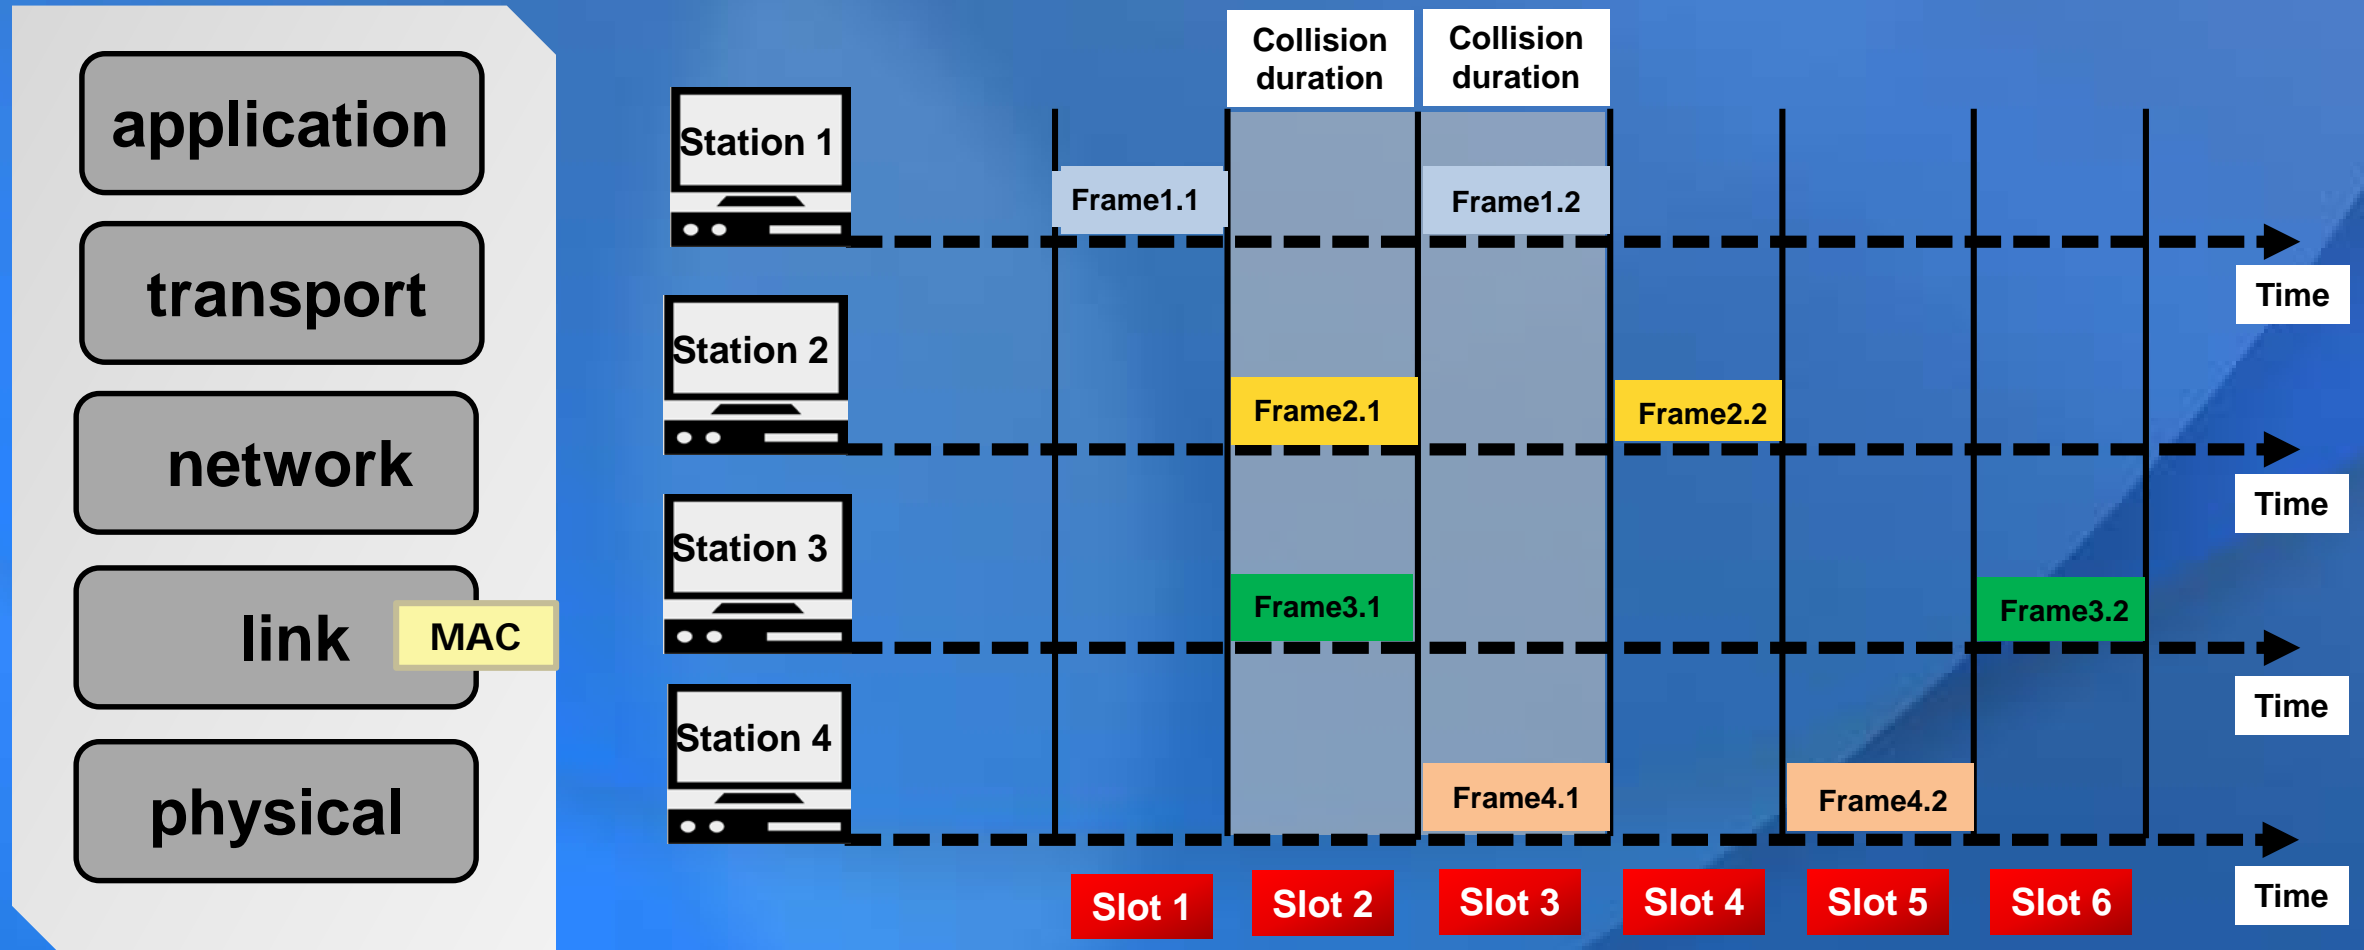 application
transport
network
link
MAC
physical
Collision
duration
Collision
duration
Station 1
Frame1.1
Frame1.2
Time
Station 2
Frame2.1
Frame2.2
Time
Station 3
Frame3.1
Frame3.2
Time
Station 4
Frame4.1
Frame4.2
Time
Slot 1
Slot 2
Slot 3
Slot 4
Slot 5
Slot 6